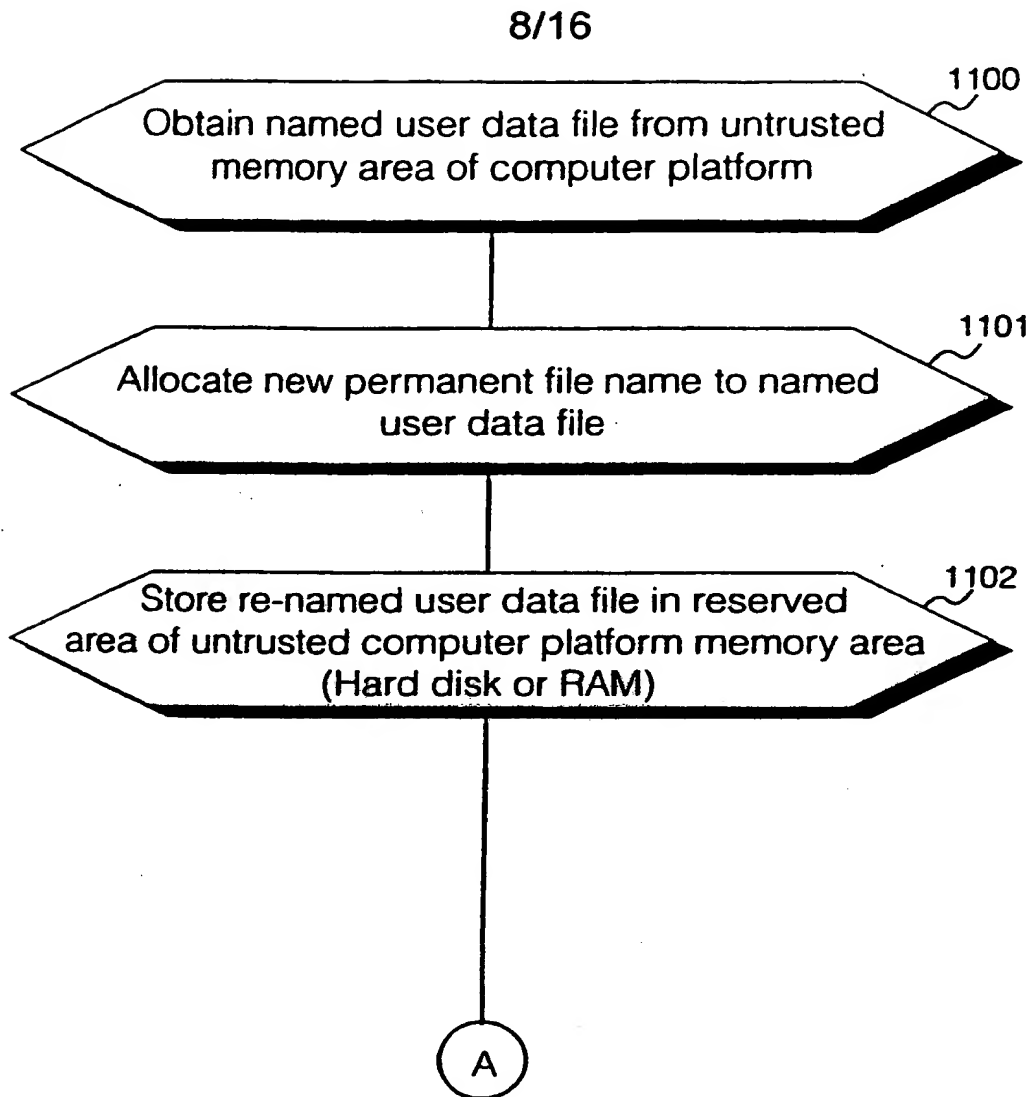 8/16
1100
Obtain named user data file from untrusted
memory area of computer platform
1101
Allocate new permanent file name to named
user data file
1102
Store re-named user data file in reserved
area of untrusted computer platform memory area
(Hard disk or RAM)
A